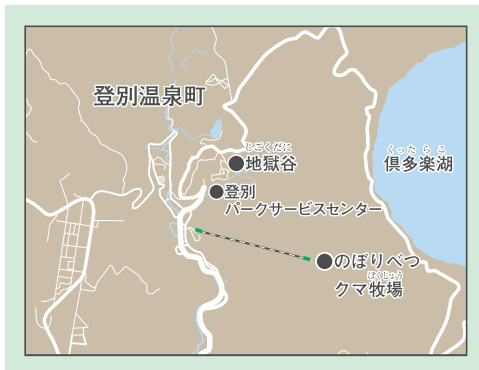 登別温泉町
じごくだに
地獄谷
くったらこ
倶多楽湖
登別
パークサービスセンター
のぼりべつ
クマ牧場
ぼくじょう